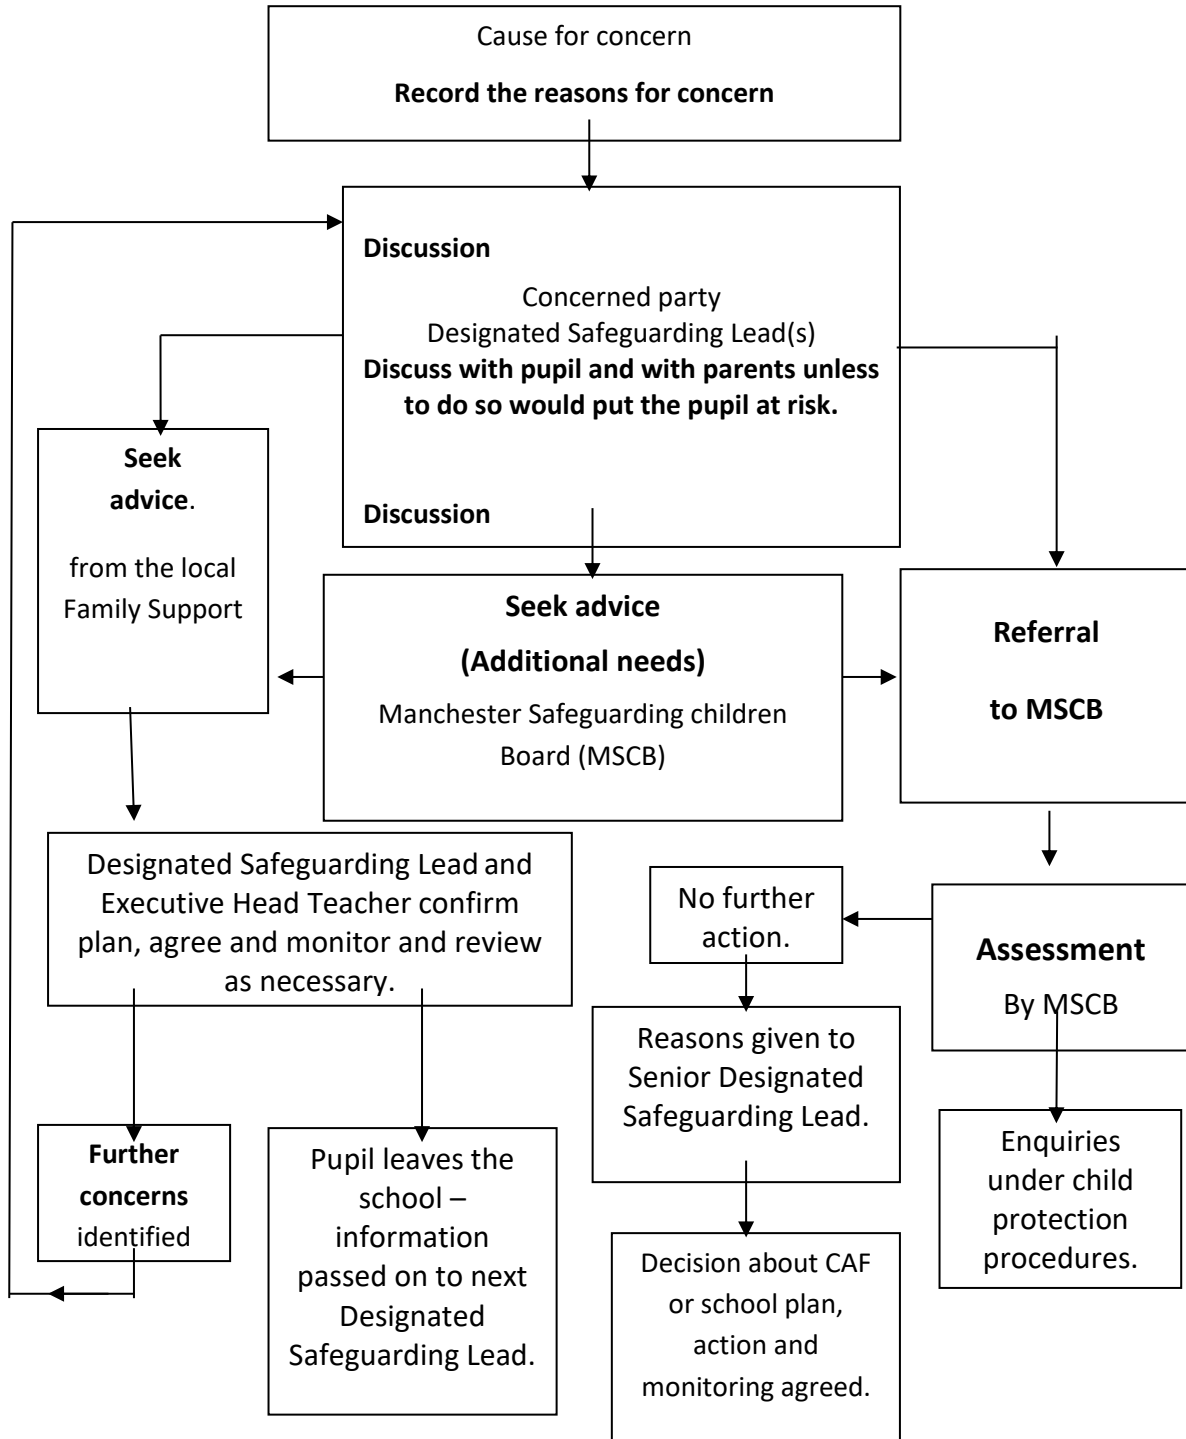 Cause for concern
Record the reasons for concern
Discussion
Concerned party
Designated Safeguarding Lead(s)
Discuss with pupil and with parents unless
to do so would put the pupil at risk.
Discussion
Seek
advice.
from the local
Family Support
Seek advice
(Additional needs)
Manchester Safeguarding children
Board (MSCB)
Referral
to MSCB
Designated Safeguarding Lead and
Executive Head Teacher confirm
plan, agree and monitor and review
as necessary.
No further
action.
Assessment
By MSCB
Reasons given to
Senior Designated
Safeguarding Lead.
Further
concerns
identified
Pupil leaves the
school –
information
passed on to next
Designated
Safeguarding Lead.
Enquiries
under child
protection
procedures.
Decision about CAF
or school plan,
action and
monitoring agreed.